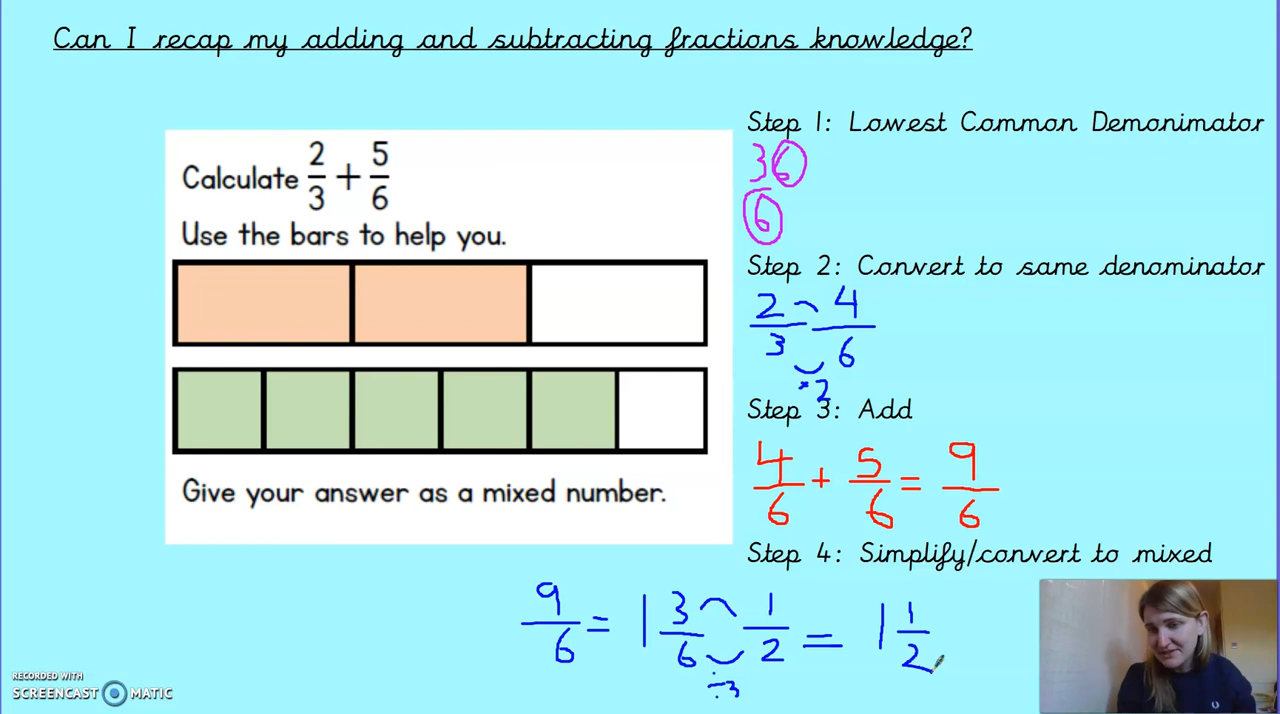 Can I recap my adding and subtracting fractions knowledge?
Calculate 2/3 + 5/6
Use the bars to help you.
Give your answer as a mixed number.
Step 1: Lowest Common Demonimator
3 6
6
Step 2: Convert to same denominator
2/3 4/6
×2
Step 3: Add
4/6 + 5/6 = 9/6
Step 4: Simplify/convert to mixed
9/6 = 1 3/6 1/2 = 1 1/2
÷3
RECORDED WITH
SCREENCAST MATIC